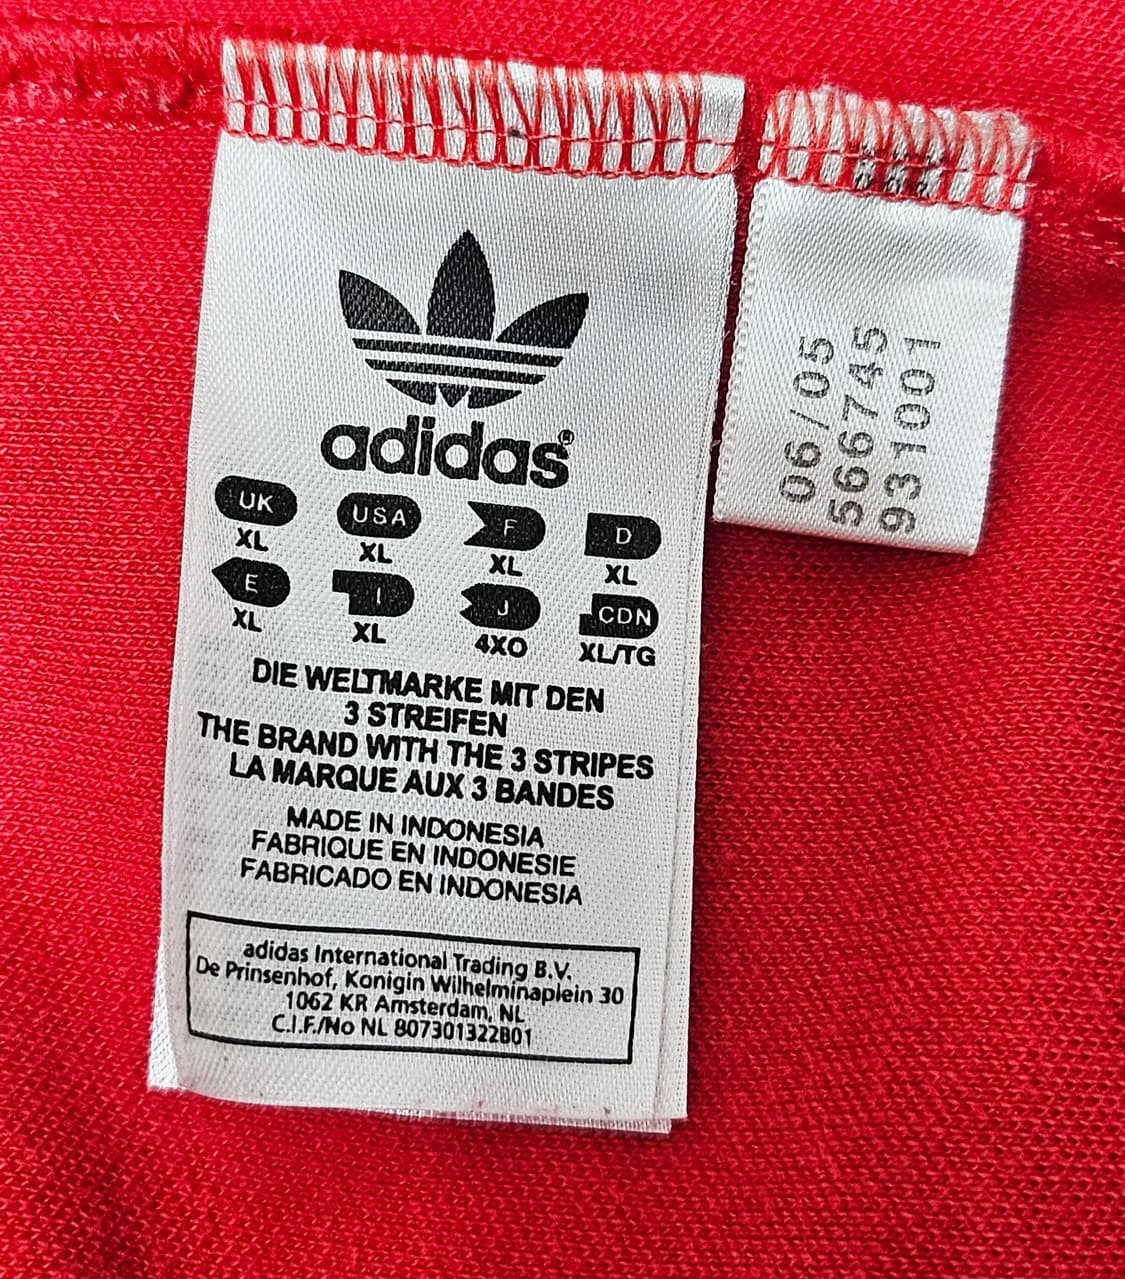 adidas®
UK USA F D
XL XL XL XL
E I J CDN
XL XL 4XO XL/TG
DIE WELTMARKE MIT DEN
3 STREIFEN
THE BRAND WITH THE 3 STRIPES
LA MARQUE AUX 3 BANDES
MADE IN INDONESIA
FABRIQUE EN INDONESIE
FABRICADO EN INDONESIA
adidas International Trading B.V.
De Prinsenhof, Konigin Wilhelminaplein 30
1062 KR Amsterdam, NL
C.I.F./No NL 807301322B01
06/05
566745
931001